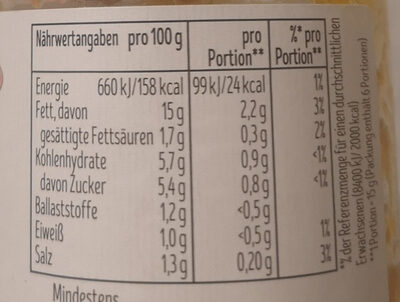 Nährwertangaben pro 100 g pro Portion** %* pro Portion**
Energie 660 kJ/158 kcal 99 kJ/24 kcal 1%
Fett, davon 15 g 2,2 g 3%
gesättigte Fettsäuren 1,7 g 0,3 g 2%
Kohlenhydrate 5,7 g 0,9 g <1%
davon Zucker 5,4 g 0,8 g <1%
Ballaststoffe 1,2 g <0,5 g
Eiweiß 1,0 g <0,5 g 1%
Salz 1,3 g 0,20 g 3%
*% der Referenzmenge für einen durchschnittlichen
Erwachsenen (8400 kJ / 2000 kcal)
**1 Portion = 15 g (Packung enthält 6 Portionen)
Mindestens